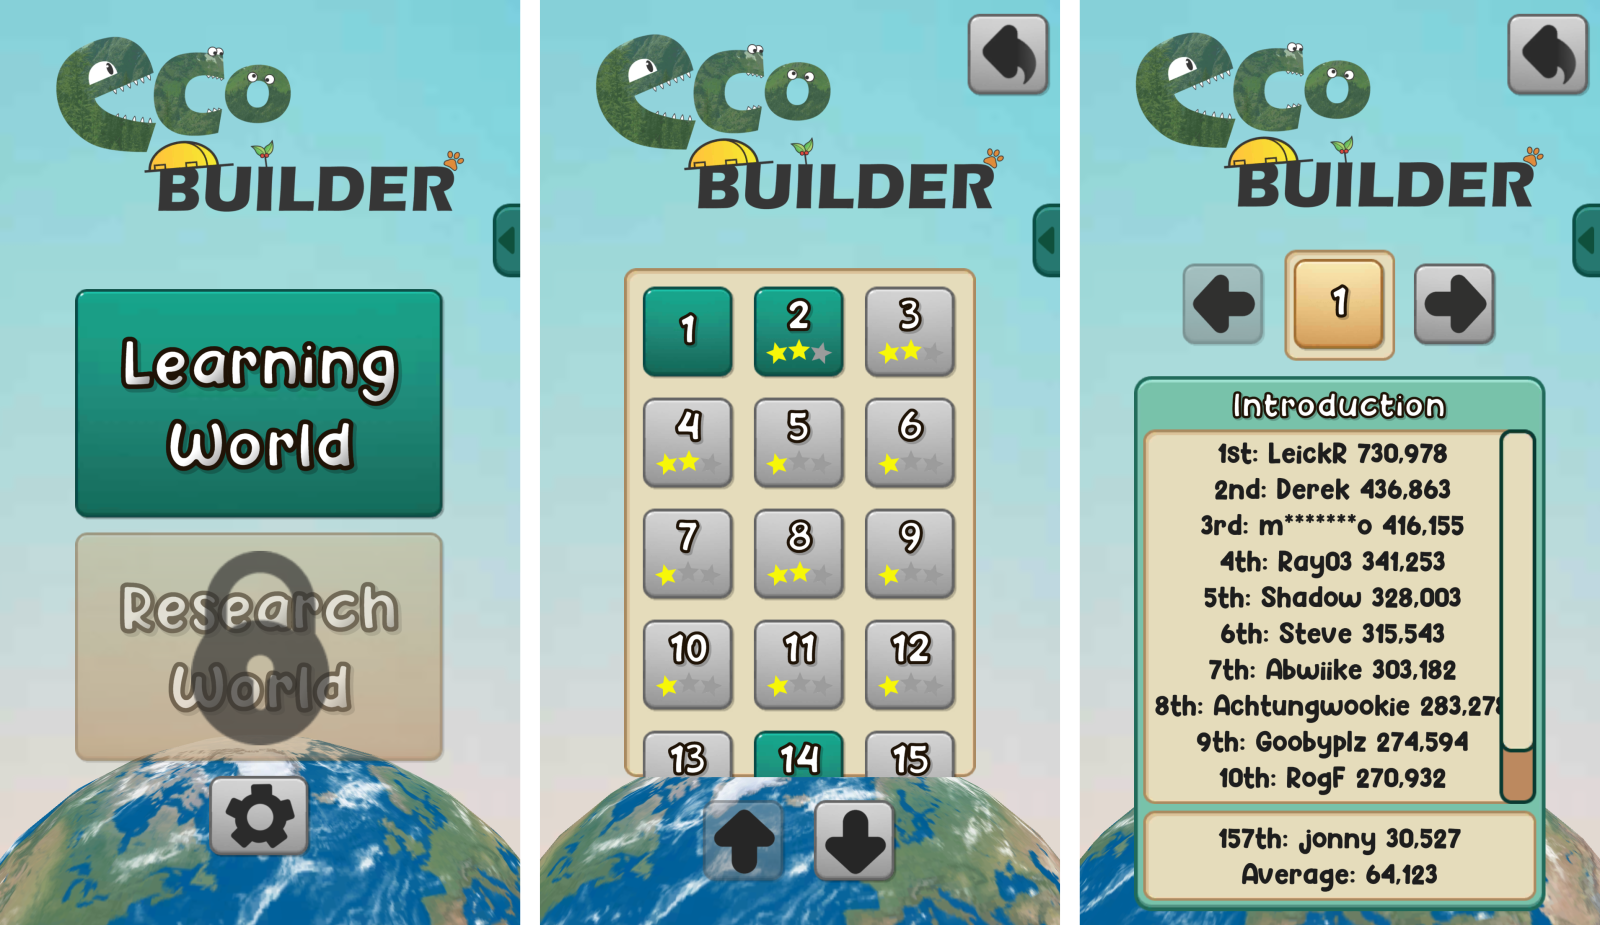 eco
BUILDER
Learning
World
Research
World
eco
BUILDER
1
2
3
4
5
6
7
8
9
10
11
12
13
14
15
eco
BUILDER
1
Introduction
1st: LeickR 730,978
2nd: Derek 436,863
3rd: m*******o 416,155
4th: Ray03 341,253
5th: Shadow 328,003
6th: Steve 315,543
7th: Abwiike 303,182
8th: Achtungwookie 283,278
9th: Goobyplz 274,594
10th: RogF 270,932
157th: jonny 30,527
Average: 64,123